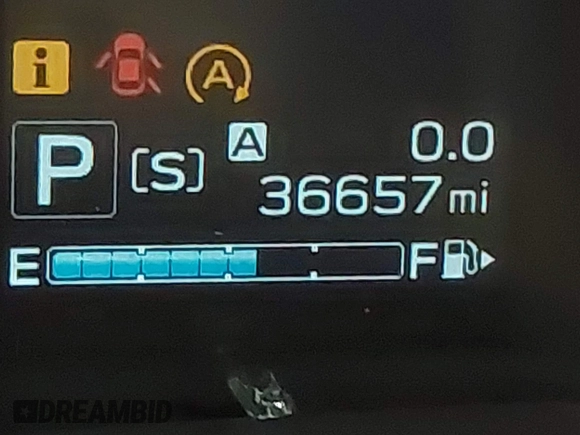 i A
P [S] A 0.0
36657 mi
E F
DREAMBID